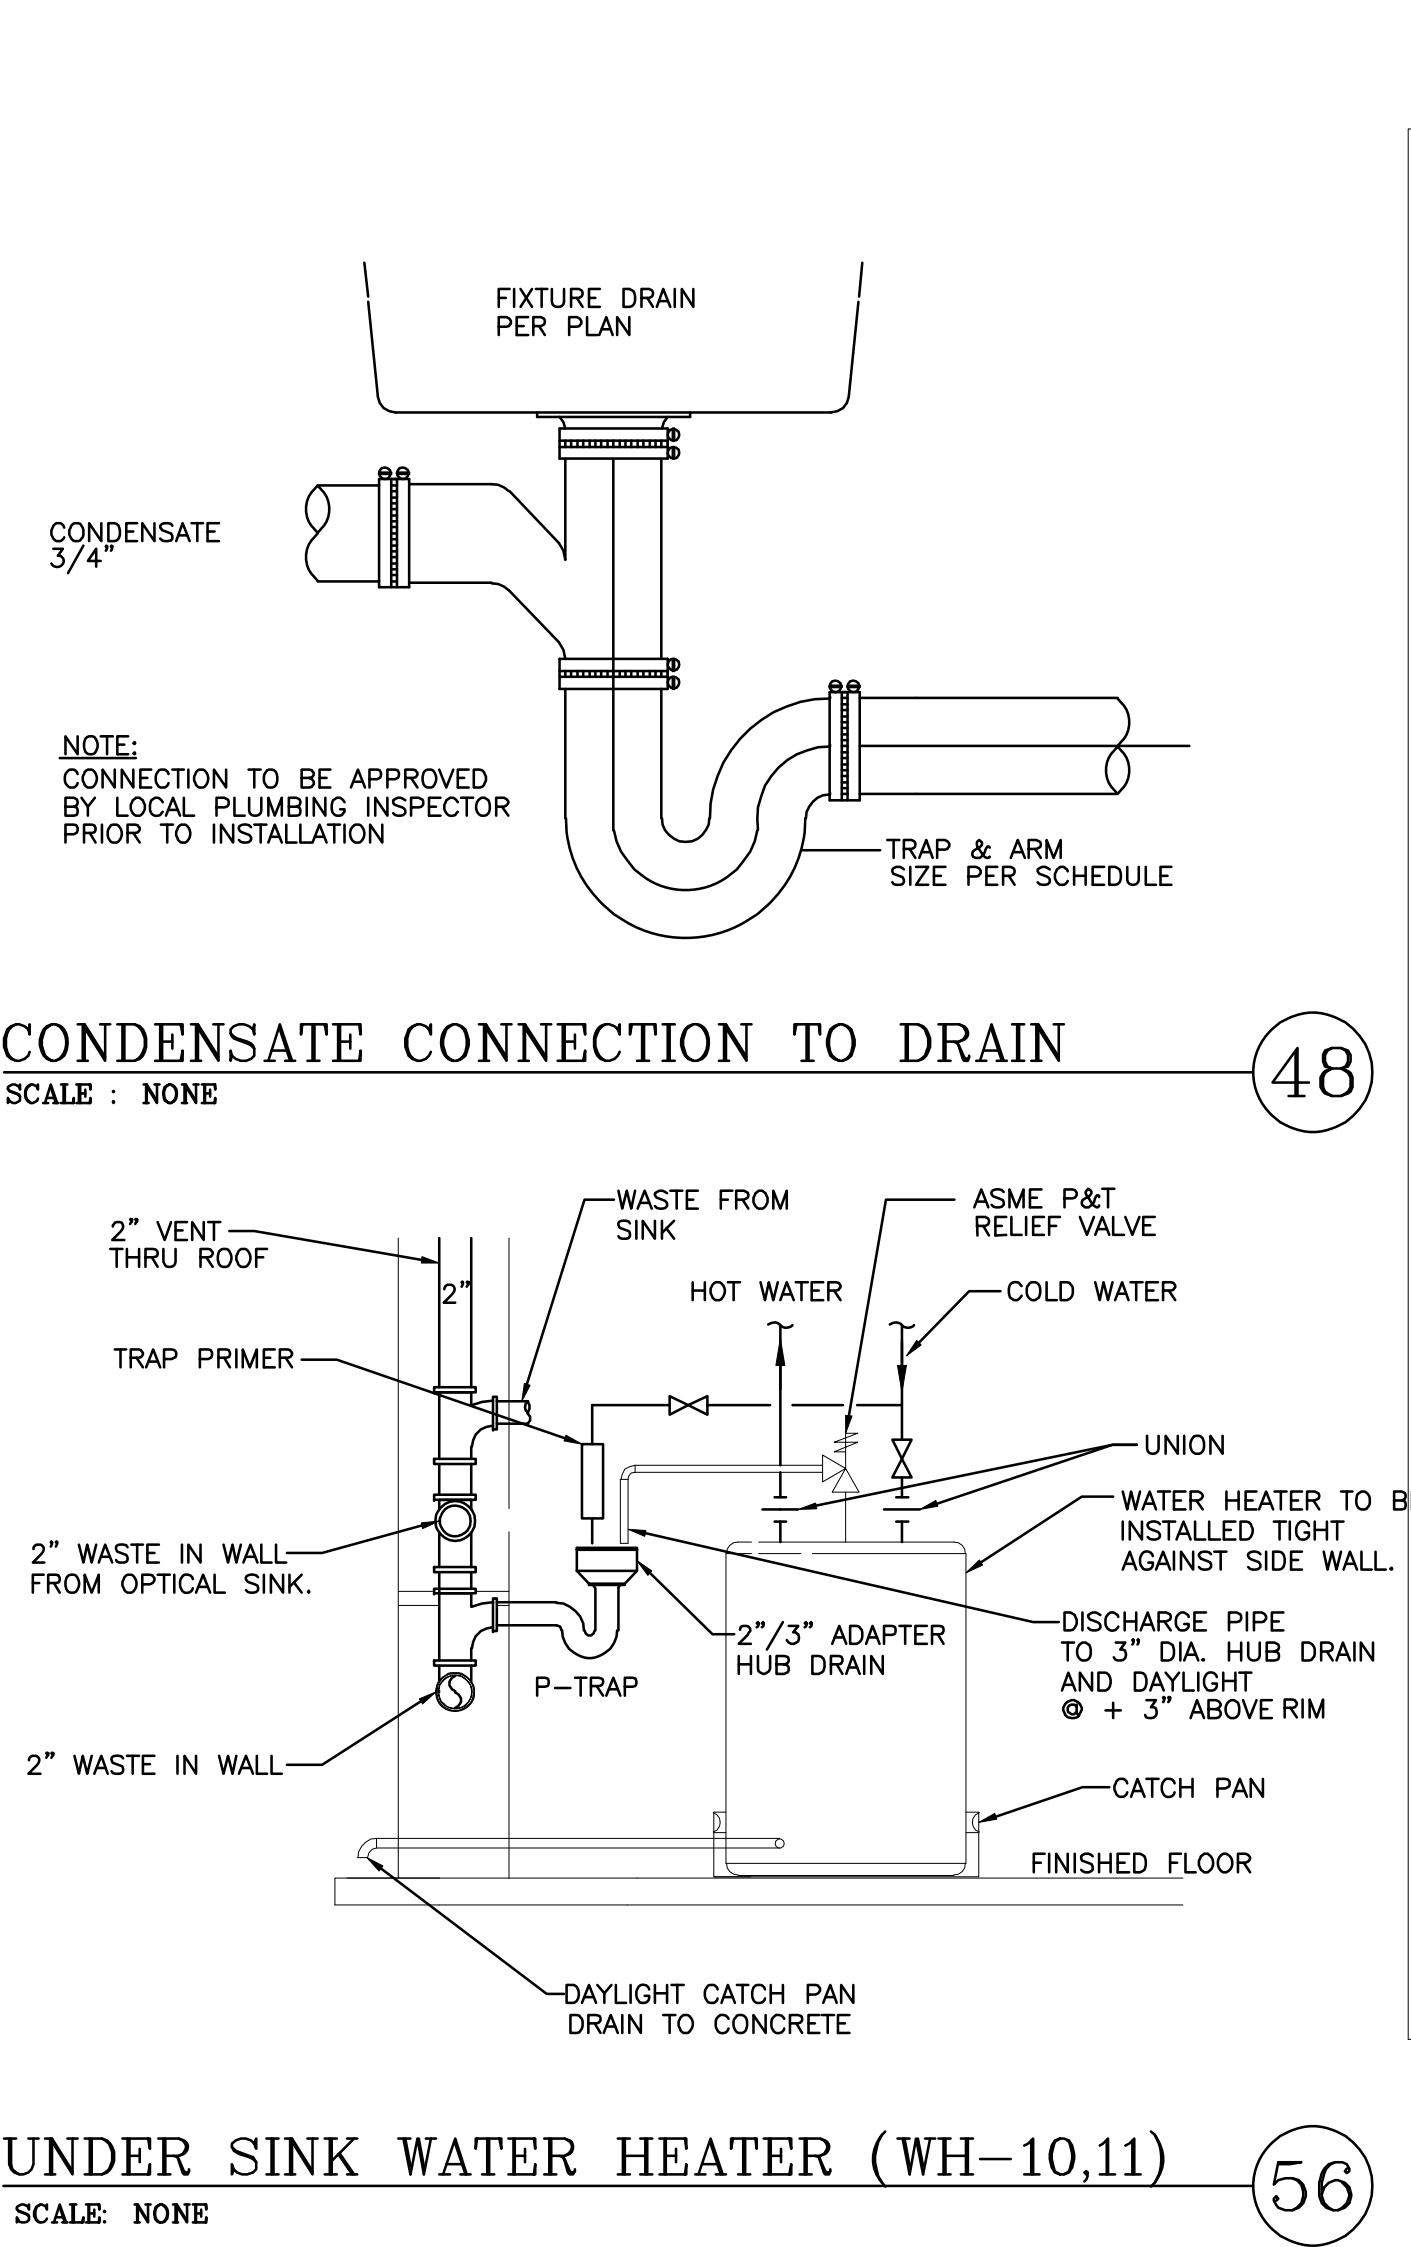 FIXTURE DRAIN
PER PLAN
CONDENSATE
3/4"
NOTE:
CONNECTION TO BE APPROVED
BY LOCAL PLUMBING INSPECTOR
PRIOR TO INSTALLATION
TRAP & ARM
SIZE PER SCHEDULE
CONDENSATE CONNECTION TO DRAIN
48
SCALE : NONE
WASTE FROM
SINK
ASME P&T
RELIEF VALVE
2" VENT
THRU ROOF
2"
HOT WATER
COLD WATER
TRAP PRIMER
UNION
WATER HEATER TO B
INSTALLED TIGHT
AGAINST SIDE WALL.
2" WASTE IN WALL
FROM OPTICAL SINK.
2"/3" ADAPTER
HUB DRAIN
DISCHARGE PIPE
TO 3" DIA. HUB DRAIN
AND DAYLIGHT
@ + 3" ABOVE RIM
P-TRAP
2" WASTE IN WALL
CATCH PAN
FINISHED FLOOR
DAYLIGHT CATCH PAN
DRAIN TO CONCRETE
UNDER SINK WATER HEATER (WH-10,11)
56
SCALE: NONE